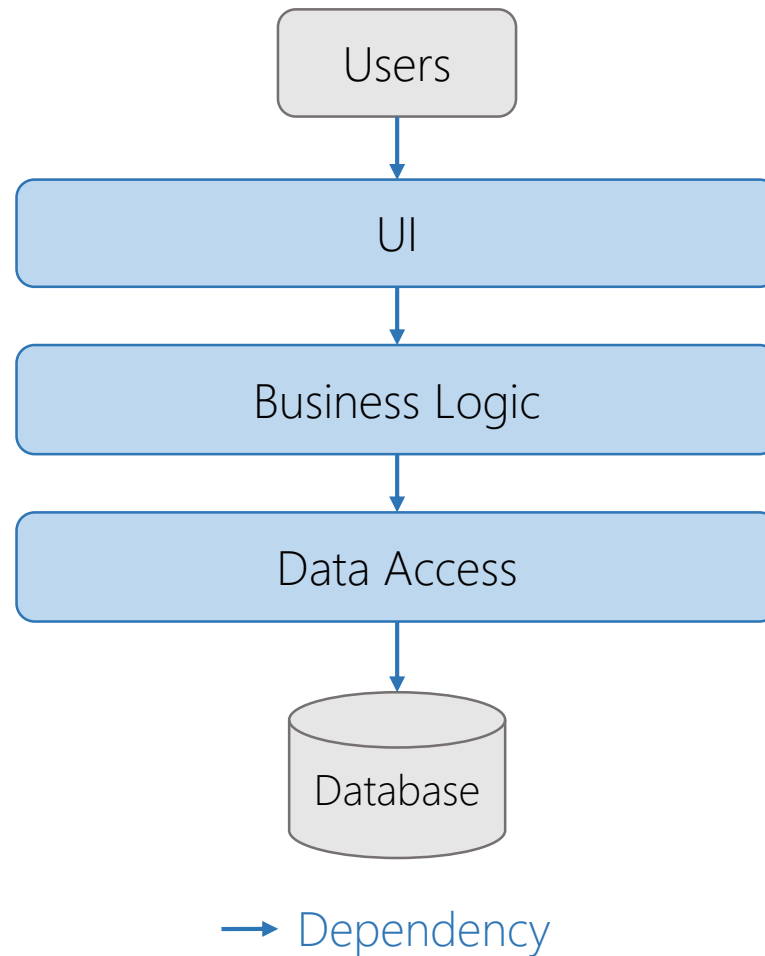 Users
UI
Business Logic
Data Access
Database
Dependency